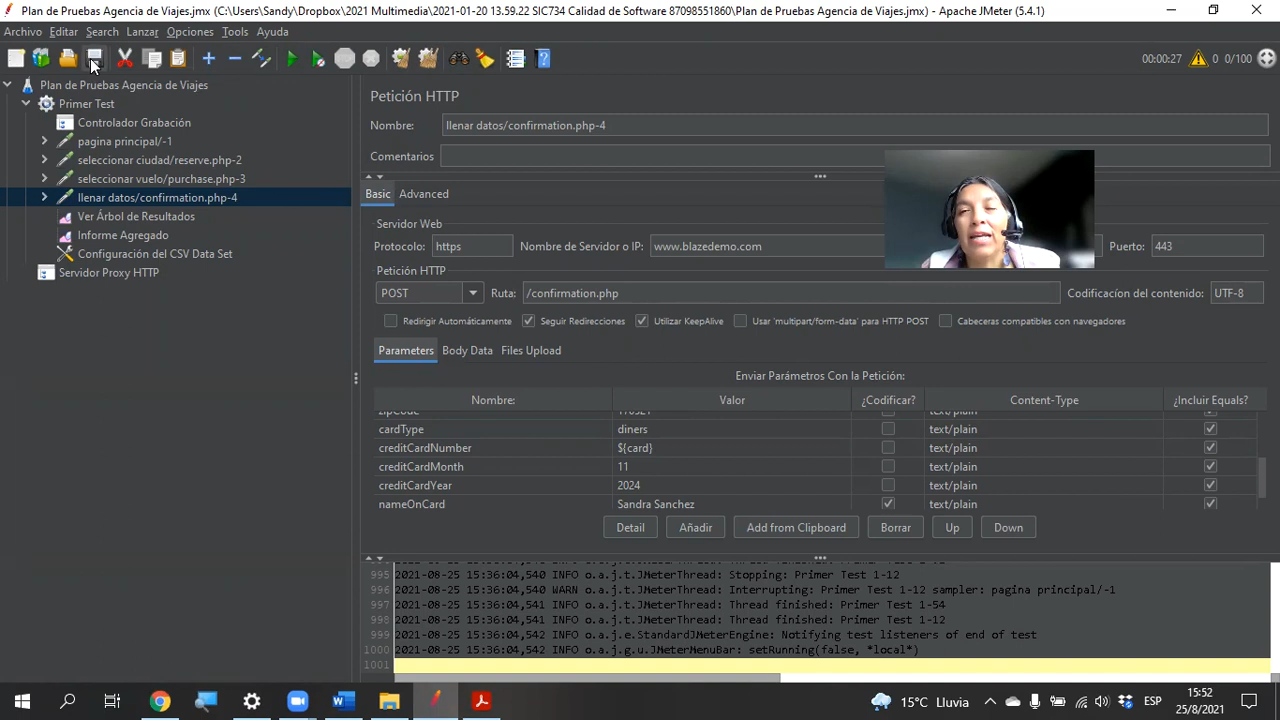 Plan de Pruebas Agencia de Viajes.jmx (C:\Users\Sandy\Dropbox\2021 Multimedia\2021-01-20 13.59.22 SIC734 Calidad de Software 87098551860\Plan de Pruebas Agencia de Viajes.jmx) - Apache JMeter (5.4.1)
Archivo Editar Search Lanzar Opciones Tools Ayuda
00:00:27 0 0/100
Plan de Pruebas Agencia de Viajes
Primer Test
Controlador Grabación
pagina principal/-1
seleccionar ciudad/reserve.php-2
seleccionar vuelo/purchase.php-3
llenar datos/confirmation.php-4
Ver Árbol de Resultados
Informe Agregado
Configuración del CSV Data Set
Servidor Proxy HTTP
Petición HTTP
Nombre: llenar datos/confirmation.php-4
Comentarios
Basic Advanced
Servidor Web
Protocolo: https Nombre de Servidor o IP: www.blazedemo.com Puerto: 443
Petición HTTP
POST Ruta: /confirmation.php Codificacíon del contenido: UTF-8
Redirigir Automáticamente Seguir Redirecciones Utilizar KeepAlive Usar 'multipart/form-data' para HTTP POST Cabeceras compatibles con navegadores
Parameters Body Data Files Upload
Enviar Parámetros Con la Petición:
Nombre: Valor ¿Codificar? Content-Type ¿Incluir Equals?
zipCode 170521 text/plain
cardType diners text/plain
creditCardNumber ${card} text/plain
creditCardMonth 11 text/plain
creditCardYear 2024 text/plain
nameOnCard Sandra Sanchez text/plain
Detail Añadir Add from Clipboard Borrar Up Down
995 2021-08-25 15:36:04,540 INFO o.a.j.t.JMeterThread: Stopping: Primer Test 1-12
996 2021-08-25 15:36:04,540 WARN o.a.j.t.JMeterThread: Interrupting: Primer Test 1-12 sampler: pagina principal/-1
997 2021-08-25 15:36:04,541 INFO o.a.j.t.JMeterThread: Thread finished: Primer Test 1-54
998 2021-08-25 15:36:04,541 INFO o.a.j.t.JMeterThread: Thread finished: Primer Test 1-12
999 2021-08-25 15:36:04,542 INFO o.a.j.e.StandardJMeterEngine: Notifying test listeners of end of test
1000 2021-08-25 15:36:04,542 INFO o.a.j.g.u.JMeterMenuBar: setRunning(false, *local*)
1001
15°C Lluvia ESP 15:52
25/8/2021